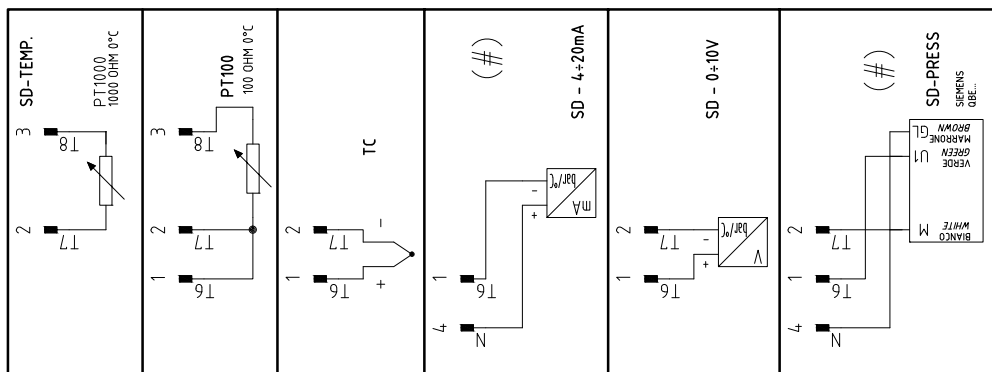 SD-TEMP.
PT1000
1000 OHM 0°C
3
T8
2
T7
PT100
100 OHM 0°C
3
T8
2
T7
1
T6
TC
2
T7
-
1
T6
+
(#)
SD - 4÷20mA
bar/°C
mA
-
+
1
T6
4
N
SD - 0÷10V
bar/°C
V
-
+
2
T7
1
T6
(#)
SD-PRESS
SIEMENS
QBE...
GL
MARRONE
BROWN
U1
VERDE
GREEN
M
BIANCO
WHITE
2
T7
1
T6
4
N